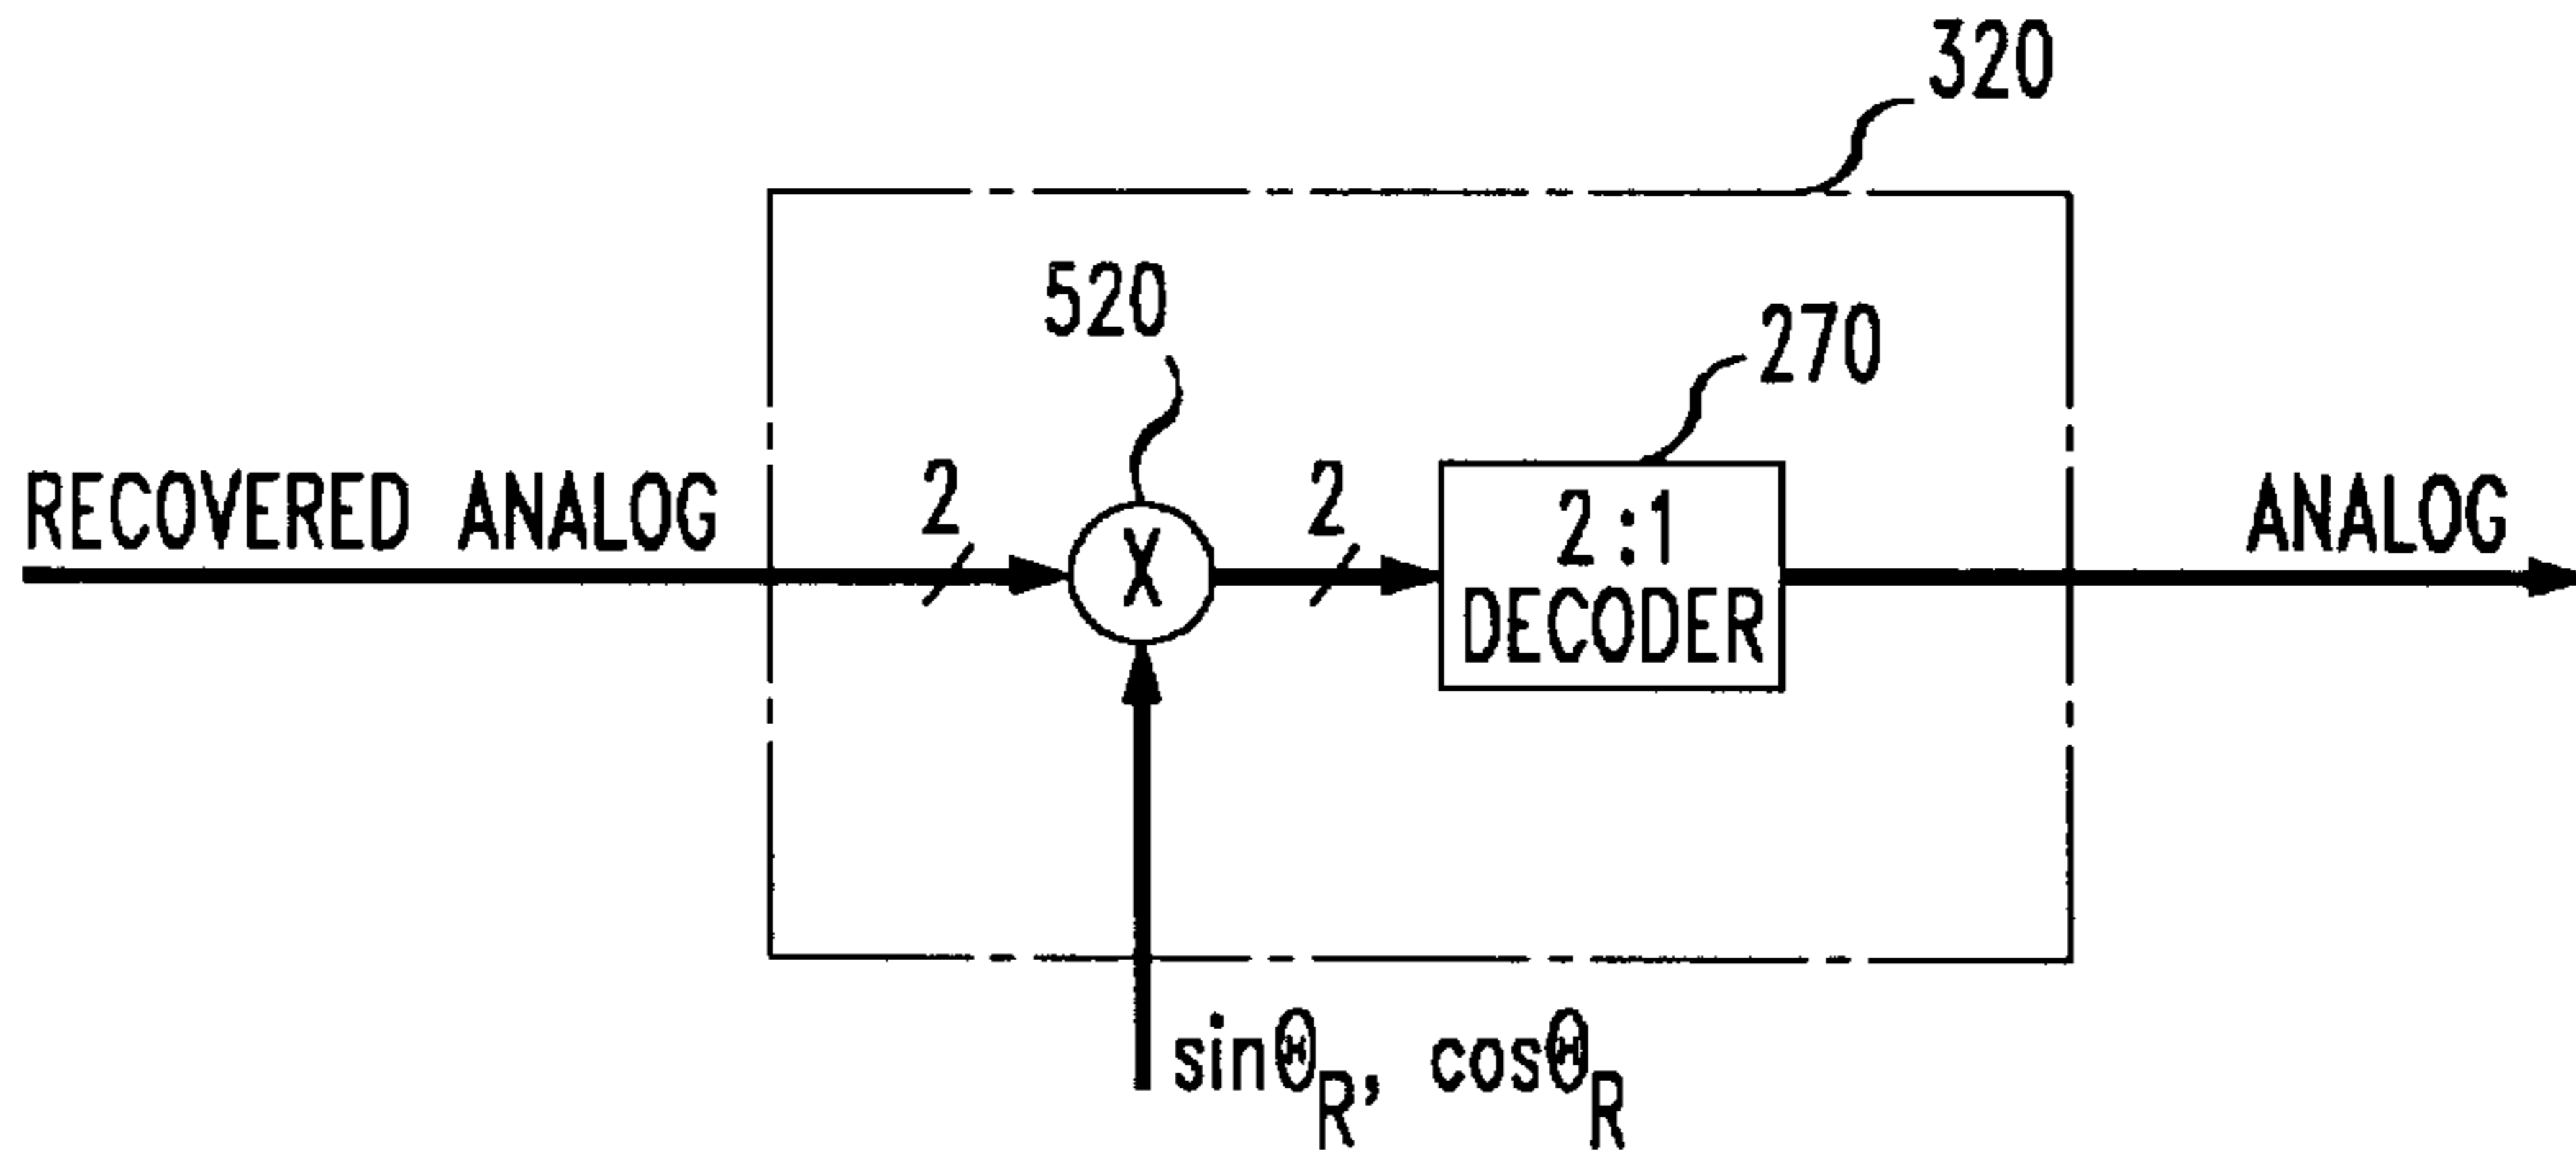 320
520
270
RECOVERED ANALOG
2
X
2
2:1
DECODER
ANALOG
sinΘR, cosΘR